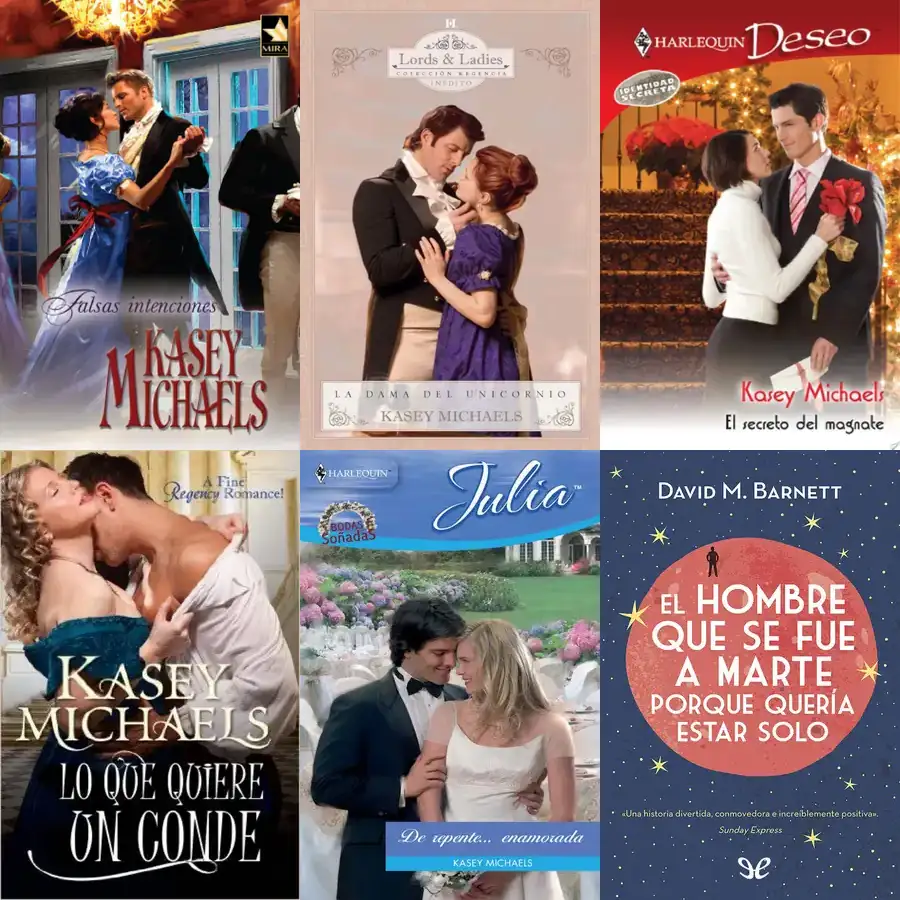 MIRA
Falsas intenciones
KASEY
MICHAELS
H
Lords & Ladies
COLECCIÓN REGENCIA
INÉDITO
LA DAMA DEL UNICORNIO
KASEY MICHAELS
HARLEQUIN Deseo
IDENTIDAD
SECRETA
Kasey Michaels
El secreto del magnate
A Fine
Regency Romance!
KASEY
MICHAELS
LO QUE QUIERE
UN CONDE
HARLEQUIN™
Julia™
BODAS
SOÑADAS
De repente... enamorada
KASEY MICHAELS
DAVID M. BARNETT
EL HOMBRE
QUE SE FUE
A MARTE
PORQUE QUERÍA
ESTAR SOLO
«Una historia divertida, conmovedora e increíblemente positiva».
Sunday Express